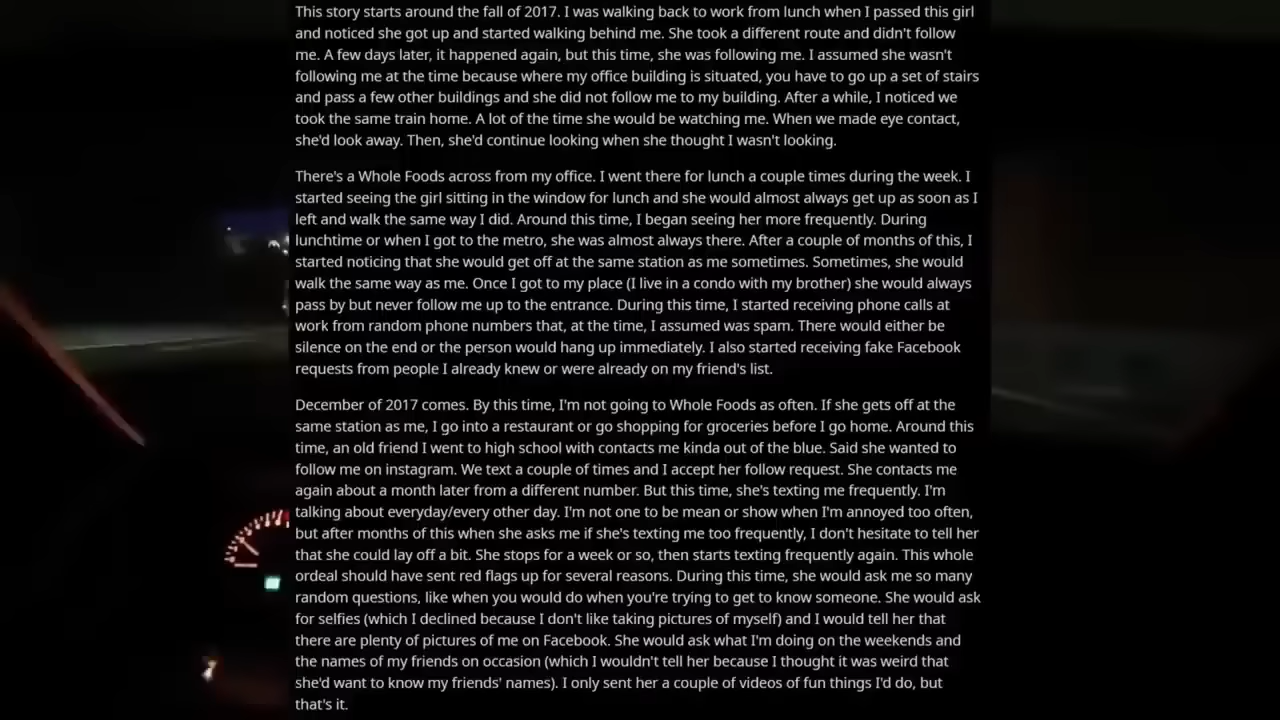 This story starts around the fall of 2017. I was walking back to work from lunch when I passed this girl
and noticed she got up and started walking behind me. She took a different route and didn't follow
me. A few days later, it happened again, but this time, she was following me. I assumed she wasn't
following me at the time because where my office building is situated, you have to go up a set of stairs
and pass a few other buildings and she did not follow me to my building. After a while, I noticed we
took the same train home. A lot of the time she would be watching me. When we made eye contact,
she'd look away. Then, she'd continue looking when she thought I wasn't looking.
There's a Whole Foods across from my office. I went there for lunch a couple times during the week. I
started seeing the girl sitting in the window for lunch and she would almost always get up as soon as I
left and walk the same way I did. Around this time, I began seeing her more frequently. During
lunchtime or when I got to the metro, she was almost always there. After a couple of months of this, I
started noticing that she would get off at the same station as me sometimes. Sometimes, she would
walk the same way as me. Once I got to my place (I live in a condo with my brother) she would always
pass by but never follow me up to the entrance. During this time, I started receiving phone calls at
work from random phone numbers that, at the time, I assumed was spam. There would either be
silence on the end or the person would hang up immediately. I also started receiving fake Facebook
requests from people I already knew or were already on my friend's list.
December of 2017 comes. By this time, I'm not going to Whole Foods as often. If she gets off at the
same station as me, I go into a restaurant or go shopping for groceries before I go home. Around this
time, an old friend I went to high school with contacts me kinda out of the blue. Said she wanted to
follow me on instagram. We text a couple of times and I accept her follow request. She contacts me
again about a month later from a different number. But this time, she's texting me frequently. I'm
talking about everyday/every other day. I'm not one to be mean or show when I'm annoyed too often,
but after months of this when she asks me if she's texting me too frequently, I don't hesitate to tell her
that she could lay off a bit. She stops for a week or so, then starts texting frequently again. This whole
ordeal should have sent red flags up for several reasons. During this time, she would ask me so many
random questions, like when you would do when you're trying to get to know someone. She would ask
for selfies (which I declined because I don't like taking pictures of myself) and I would tell her that
there are plenty of pictures of me on Facebook. She would ask what I'm doing on the weekends and
the names of my friends on occasion (which I wouldn't tell her because I thought it was weird that
she'd want to know my friends' names). I only sent her a couple of videos of fun things I'd do, but
that's it.